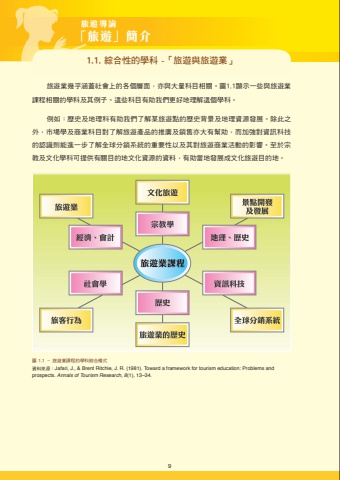 旅遊導論
「旅遊」簡介
1.1. 綜合性的學科 -「旅遊與旅遊業」
旅遊業幾乎涵蓋社會上的各個層面，亦與大量科目相關。圖1.1顯示一些與旅遊業
課程相關的學科及其例子。這些科目有助我們更好地理解這個學科。
例如：歷史及地理科有助我們了解某旅遊點的歷史背景及地理資源發展。除此之
外，市場學及商業科目對了解旅遊產品的推廣及銷售亦大有幫助，而加強對資訊科技
的認識則能進一步了解全球分銷系統的重要性以及其對旅遊商業活動的影響。至於宗
教及文化學科可提供有關目的地文化資源的資料，有助當地發展成文化旅遊目的地。
文化旅遊
旅遊業
景點開發
及發展
宗教學
經濟、會計
地理、歷史
旅遊業課程
社會學
資訊科技
歷史
旅客行為
全球分銷系統
旅遊業的歷史
圖 1.1 － 旅遊業課程的學科綜合模式
資料來源：Jafari, J., & Brent Ritchie, J. R. (1981). Toward a framework for tourism education: Problems and
prospects. Annals of Tourism Research, 8(1), 13–34.
9